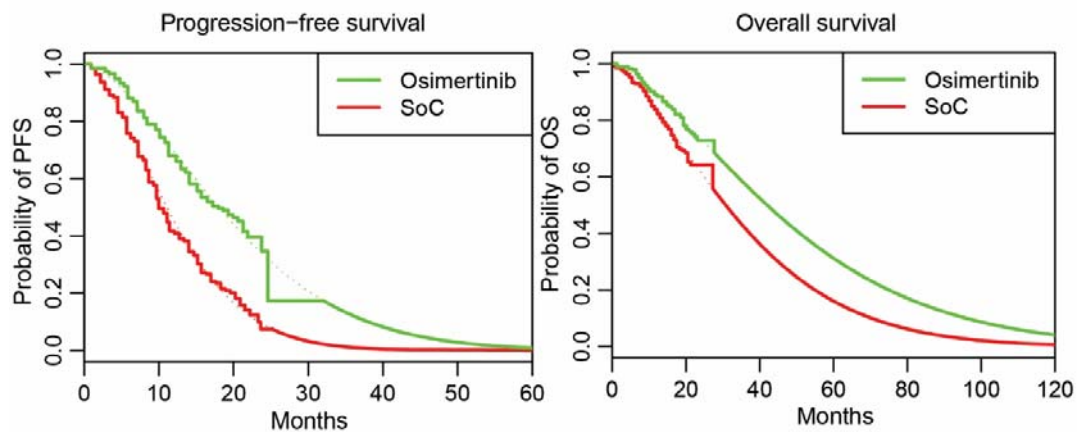 Progression−free survival
Probability of PFS
1.0
0.8
0.6
0.4
0.2
0.0
Osimertinib
SoC
0 10 20 30 40 50 60
Months
Overall survival
Probability of OS
1.0
0.8
0.6
0.4
0.2
0.0
Osimertinib
SoC
0 20 40 60 80 100 120
Months